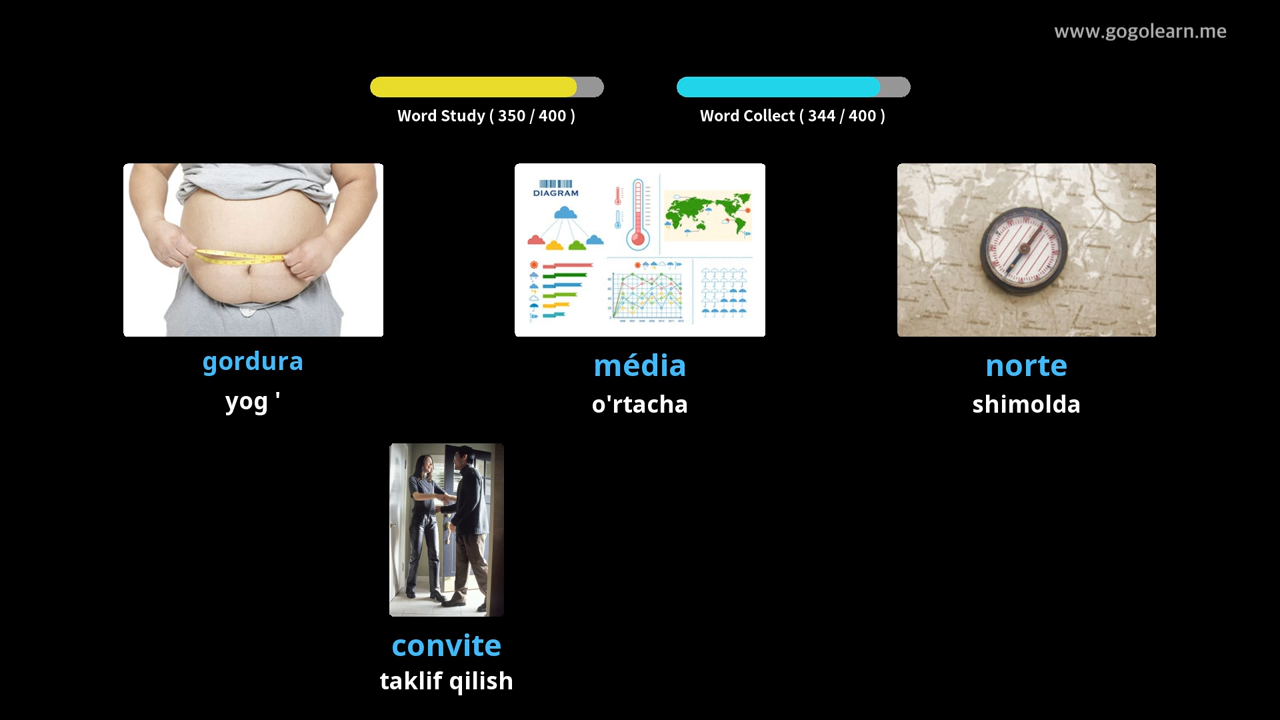 www.gogolearn.me
Word Study ( 350 / 400 )
Word Collect ( 344 / 400 )
DIAGRAM
gordura
média
norte
yog '
o'rtacha
shimolda
convite
taklif qilish